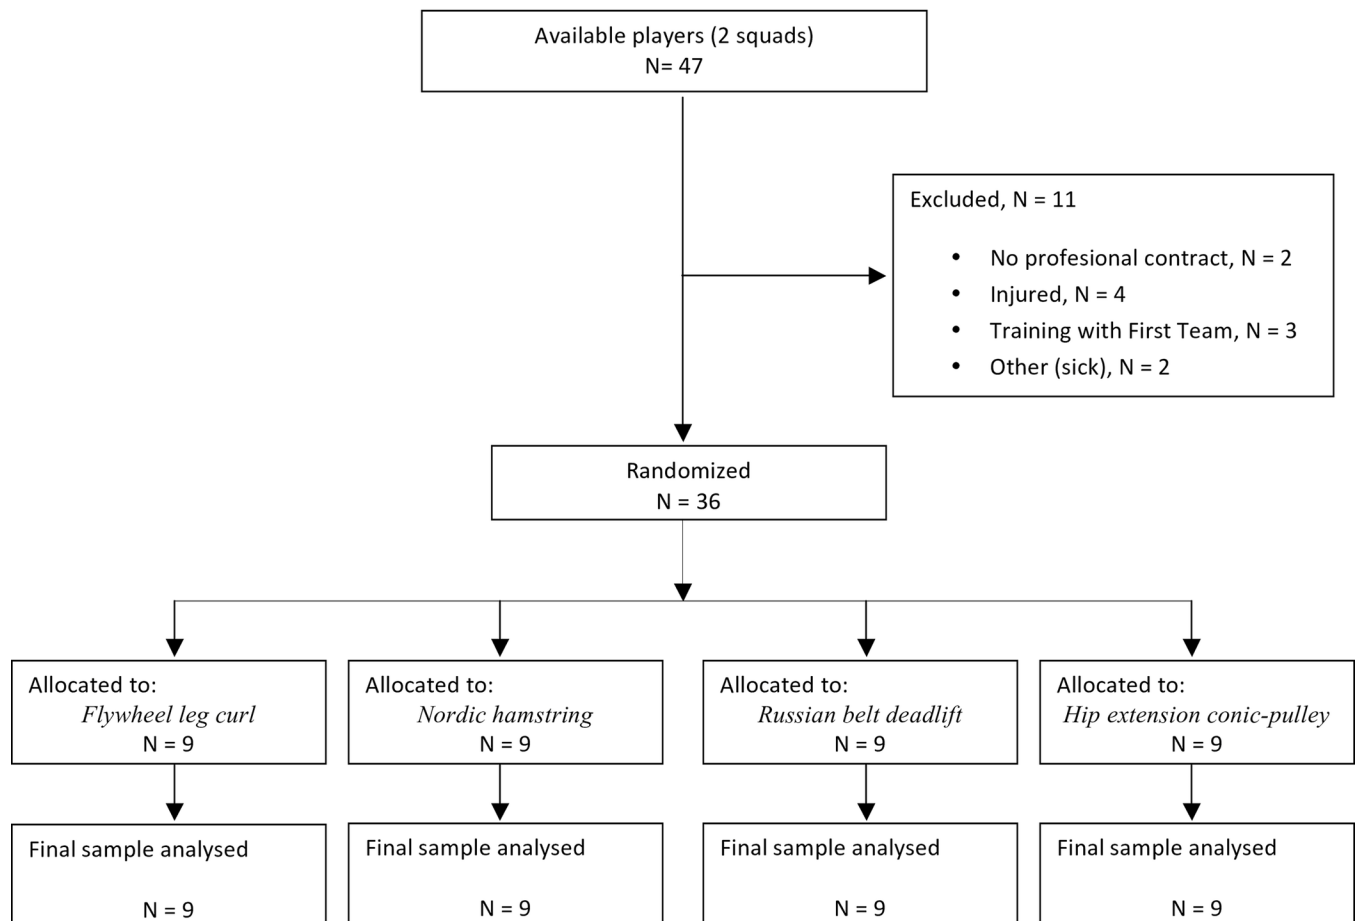 Available players (2 squads)
N= 47
Excluded, N = 11
• No profesional contract, N = 2
• Injured, N = 4
• Training with First Team, N = 3
• Other (sick), N = 2
Randomized
N = 36
Allocated to:
Flywheel leg curl
N = 9
Allocated to:
Nordic hamstring
N = 9
Allocated to:
Russian belt deadlift
N = 9
Allocated to:
Hip extension conic-pulley
N = 9
Final sample analysed
N = 9
Final sample analysed
N = 9
Final sample analysed
N = 9
Final sample analysed
N = 9